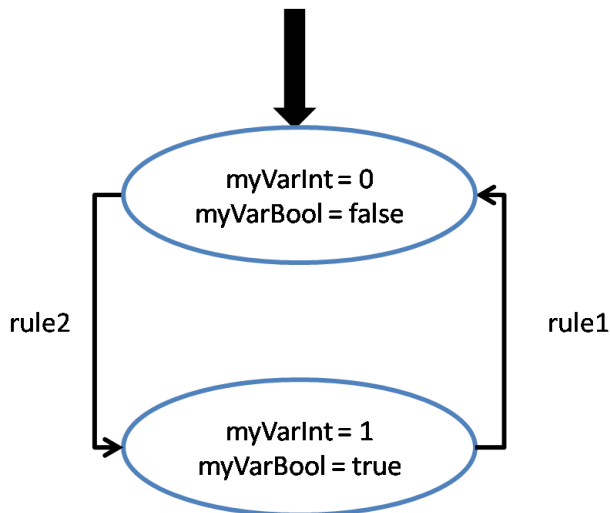 myVarInt = 0
myVarBool = false
rule2
rule1
myVarInt = 1
myVarBool = true